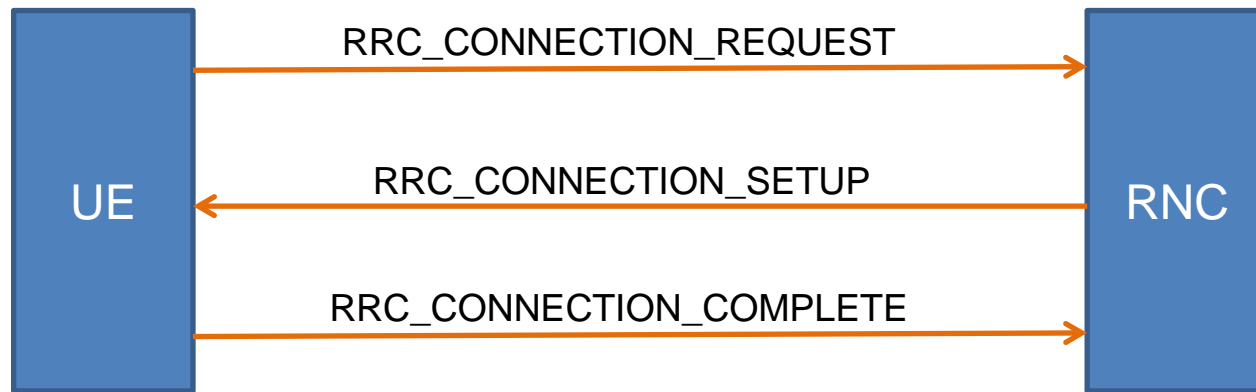 RRC_CONNECTION_REQUEST
RRC_CONNECTION_SETUP
UE
RNC
RRC_CONNECTION_COMPLETE